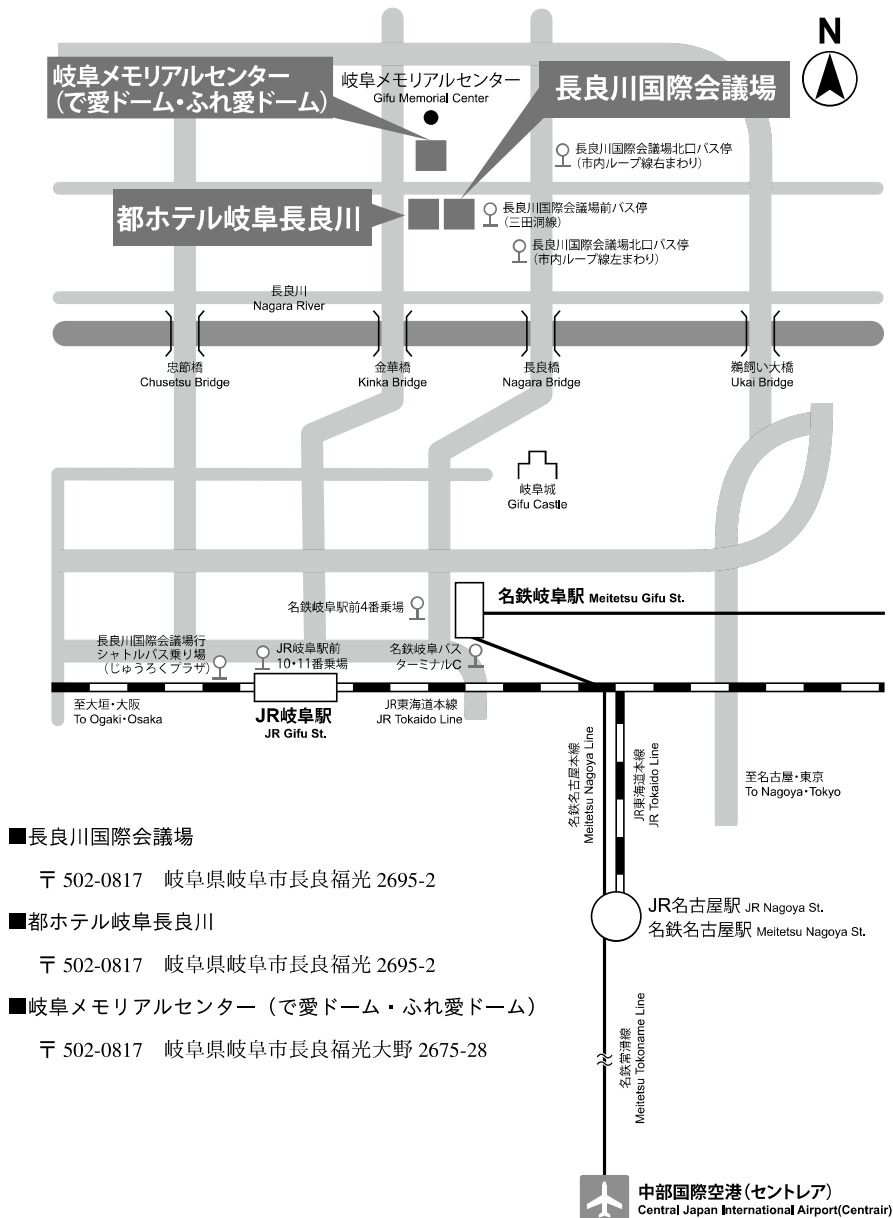 N
岐阜メモリアルセンター
(で愛ドーム・ふれ愛ドーム)
岐阜メモリアルセンター
Gifu Memorial Center
長良川国際会議場
長良川国際会議場北口バス停
(市内ループ線右まわり)
都ホテル岐阜長良川
長良川国際会議場前バス停
(三田洞線)
長良川国際会議場北口バス停
(市内ループ線左まわり)
長良川
Nagara River
忠節橋
Chusetsu Bridge
金華橋
Kinka Bridge
長良橋
Nagara Bridge
鵜飼い大橋
Ukai Bridge
岐阜城
Gifu Castle
名鉄岐阜駅 Meitetsu Gifu St.
名鉄岐阜駅前4番乗場
長良川国際会議場行
シャトルバス乗り場
(じゅうろくプラザ)
JR岐阜駅前
10・11番乗場
名鉄岐阜バス
ターミナルC
至大垣・大阪
To Ogaki・Osaka
JR岐阜駅
JR Gifu St.
JR東海道本線
JR Tokaido Line
名鉄名古屋本線
Meitetsu Nagoya Line
JR東海道本線
JR Tokaido Line
至名古屋・東京
To Nagoya・Tokyo
■長良川国際会議場
〒502-0817 岐阜県岐阜市長良福光 2695-2
■都ホテル岐阜長良川
〒502-0817 岐阜県岐阜市長良福光 2695-2
■岐阜メモリアルセンター(で愛ドーム・ふれ愛ドーム)
〒502-0817 岐阜県岐阜市長良福光大野 2675-28
JR名古屋駅 JR Nagoya St.
名鉄名古屋駅 Meitetsu Nagoya St.
名鉄常滑線
Meitetsu Tokoname Line
中部国際空港(セントレア)
Central Japan International Airport(Centrair)